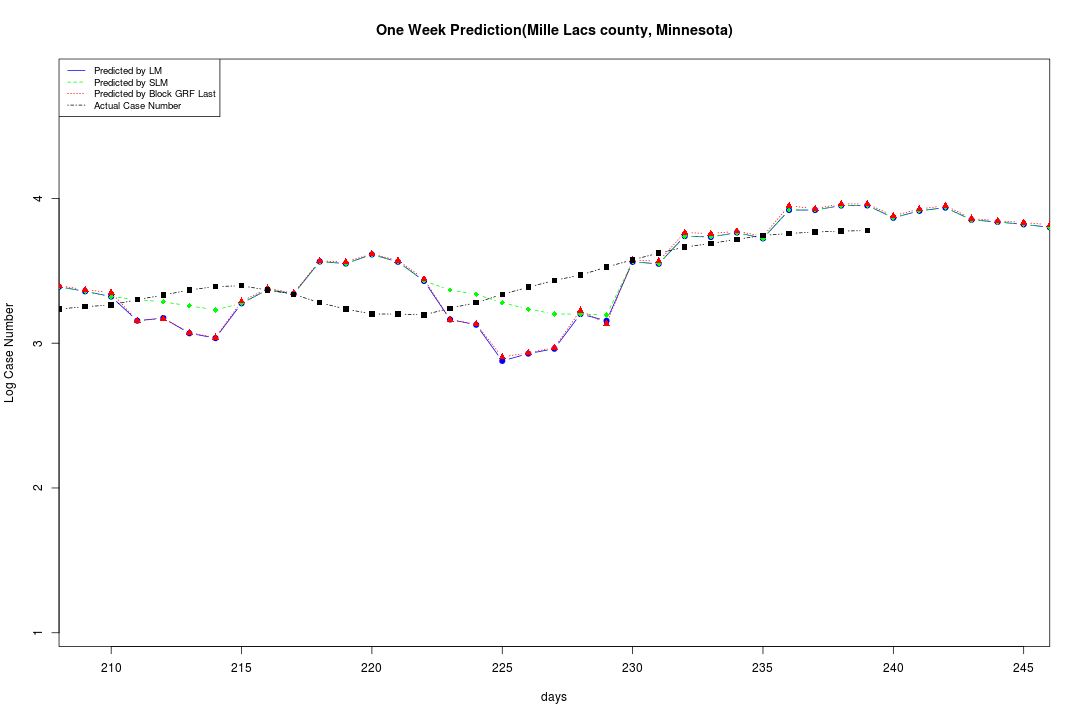 One Week Prediction(Mille Lacs county, Minnesota)
Predicted by LM
Predicted by SLM
Predicted by Block GRF Last
Actual Case Number
Log Case Number
4
3
2
1
210 215 220 225 230 235 240 245
days